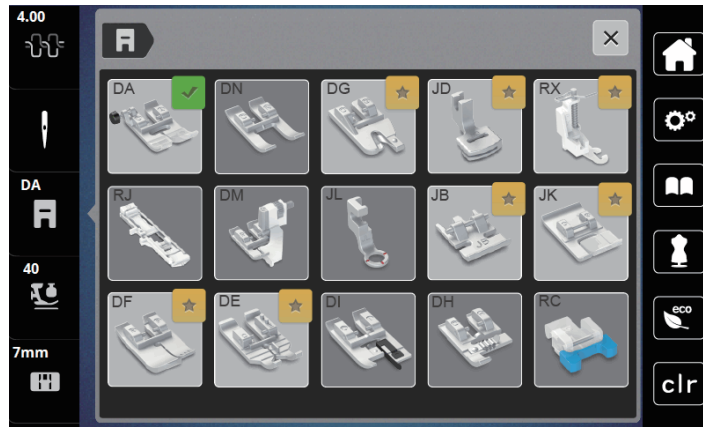 4.00
DA
40
7mm
DA
DN
DG
JD
RX
RJ
DM
JL
JB
JB
JK
DF
DE
DI
DH
RC
eco
clr